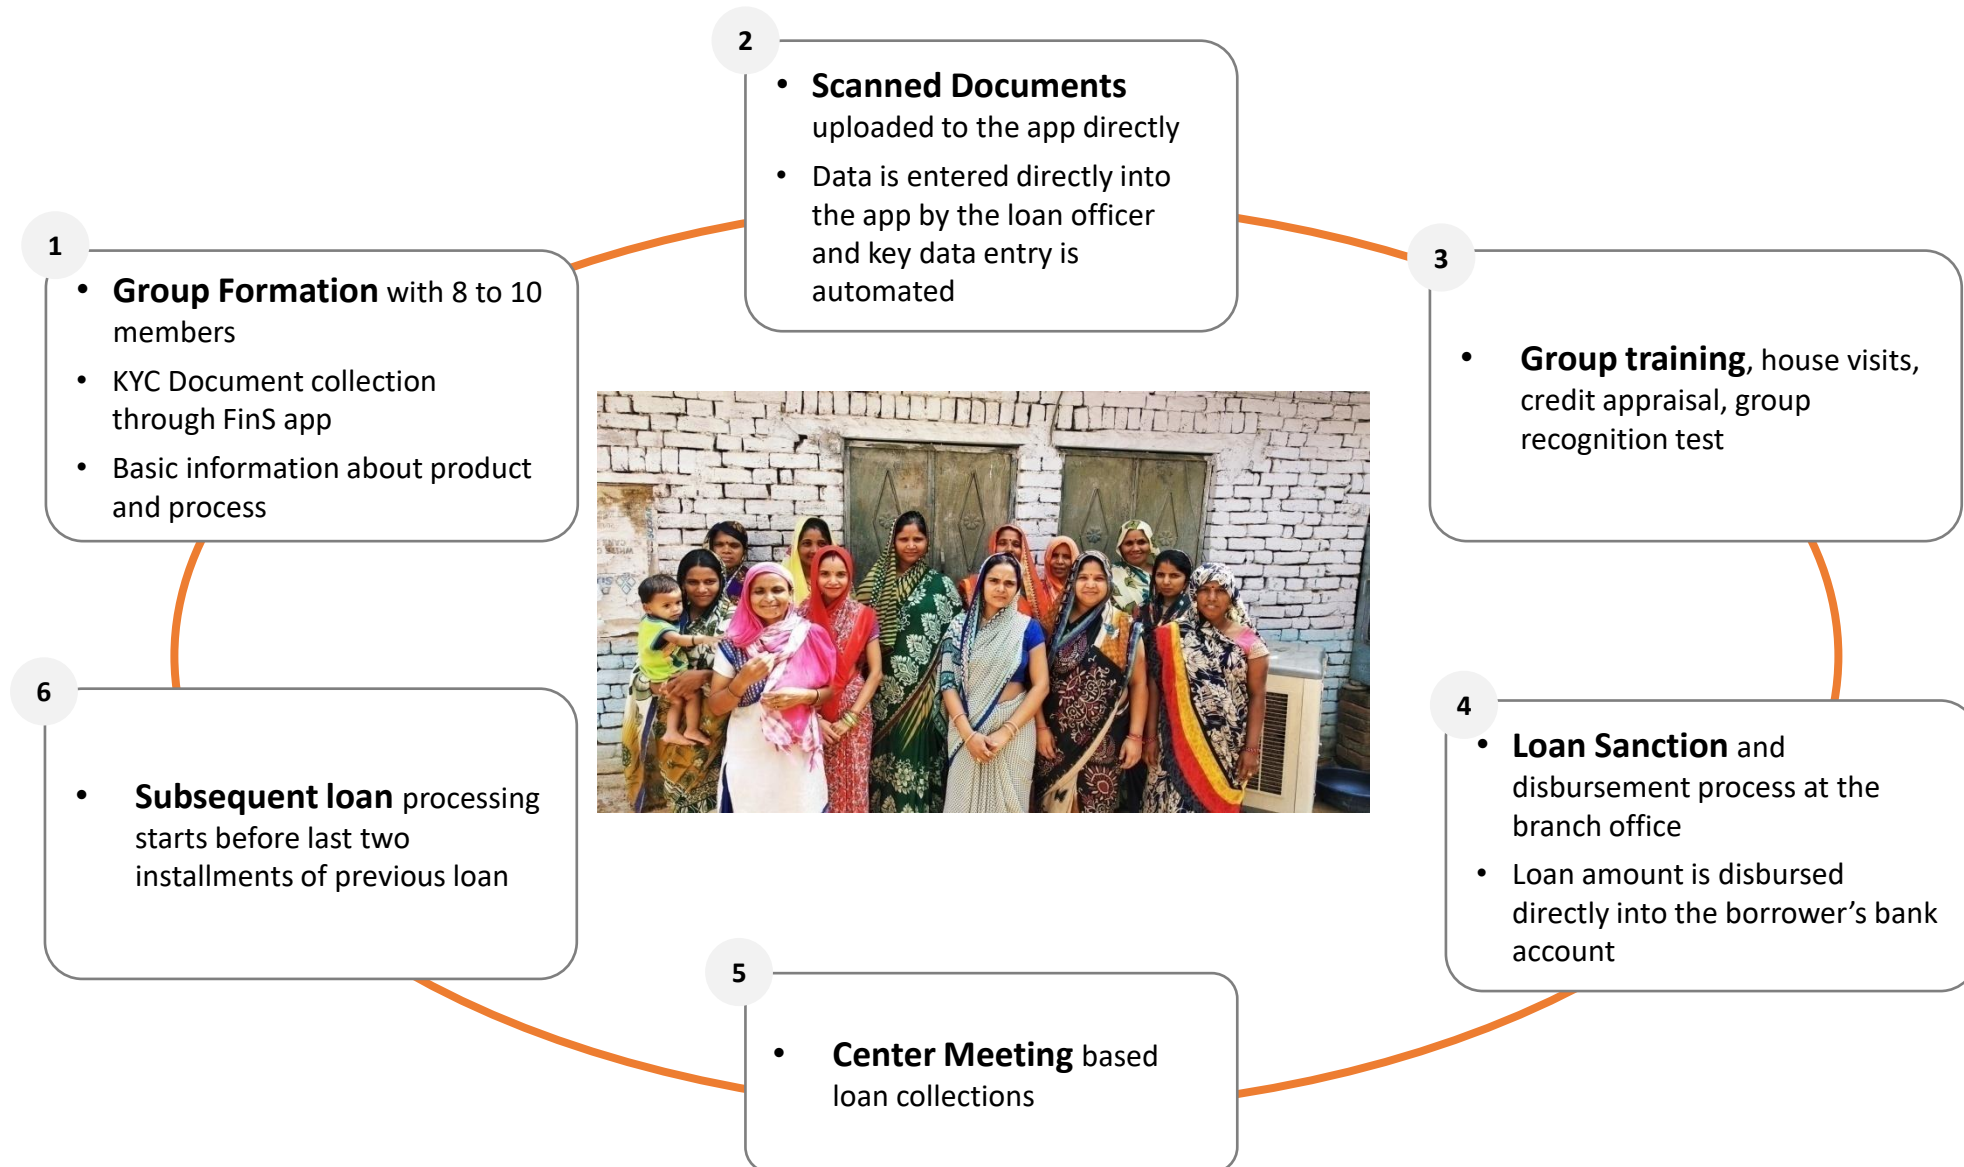 1
• Group Formation with 8 to 10
members
• KYC Document collection
through FinS app
• Basic information about product
and process
2
• Scanned Documents
uploaded to the app directly
• Data is entered directly into
the app by the loan officer
and key data entry is
automated
3
• Group training, house visits,
credit appraisal, group
recognition test
4
• Loan Sanction and
disbursement process at the
branch office
• Loan amount is disbursed
directly into the borrower’s bank
account
5
• Center Meeting based
loan collections
6
• Subsequent loan processing
starts before last two
installments of previous loan